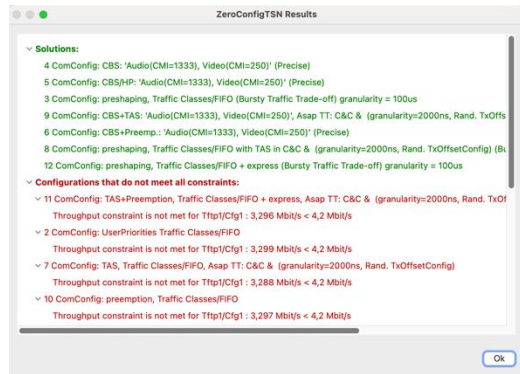 ZeroConfigTSN Results
Solutions:
4 ComConfig: CBS: 'Audio(CMI=1333), Video(CMI=250)' (Precise)
5 ComConfig: CBS/HP: 'Audio(CMI=1333), Video(CMI=250)' (Precise)
3 ComConfig: preshaping, Traffic Classes/FIFO (Bursty Traffic Trade-off) granularity = 100us
9 ComConfig: CBS+TAS: 'Audio(CMI=1333), Video(CMI=250)', Asap TT: C&C & (granularity=2000ns, Rand. TxOffs
6 ComConfig: CBS+Preemp.: 'Audio(CMI=1333), Video(CMI=250)' (Precise)
8 ComConfig: preshaping, Traffic Classes/FIFO with TAS in C&C & (granularity=2000ns, Rand. TxOffsetConfig) (Bu
12 ComConfig: preshaping, Traffic Classes/FIFO + express (Bursty Traffic Trade-off) granularity = 100us
Configurations that do not meet all constraints:
11 ComConfig: TAS+Preemption, Traffic Classes/FIFO + express, Asap TT: C&C & (granularity=2000ns, Rand. TxOf
Throughput constraint is not met for Tftp1/Cfg1 : 3,296 Mbit/s < 4,2 Mbit/s
2 ComConfig: UserPriorities Traffic Classes/FIFO
Throughput constraint is not met for Tftp1/Cfg1 : 3,299 Mbit/s < 4,2 Mbit/s
7 ComConfig: TAS, Traffic Classes/FIFO, Asap TT: C&C & (granularity=2000ns, Rand. TxOffsetConfig)
Throughput constraint is not met for Tftp1/Cfg1 : 3,288 Mbit/s < 4,2 Mbit/s
10 ComConfig: preemption, Traffic Classes/FIFO
Throughput constraint is not met for Tftp1/Cfg1 : 3,297 Mbit/s < 4,2 Mbit/s
Ok